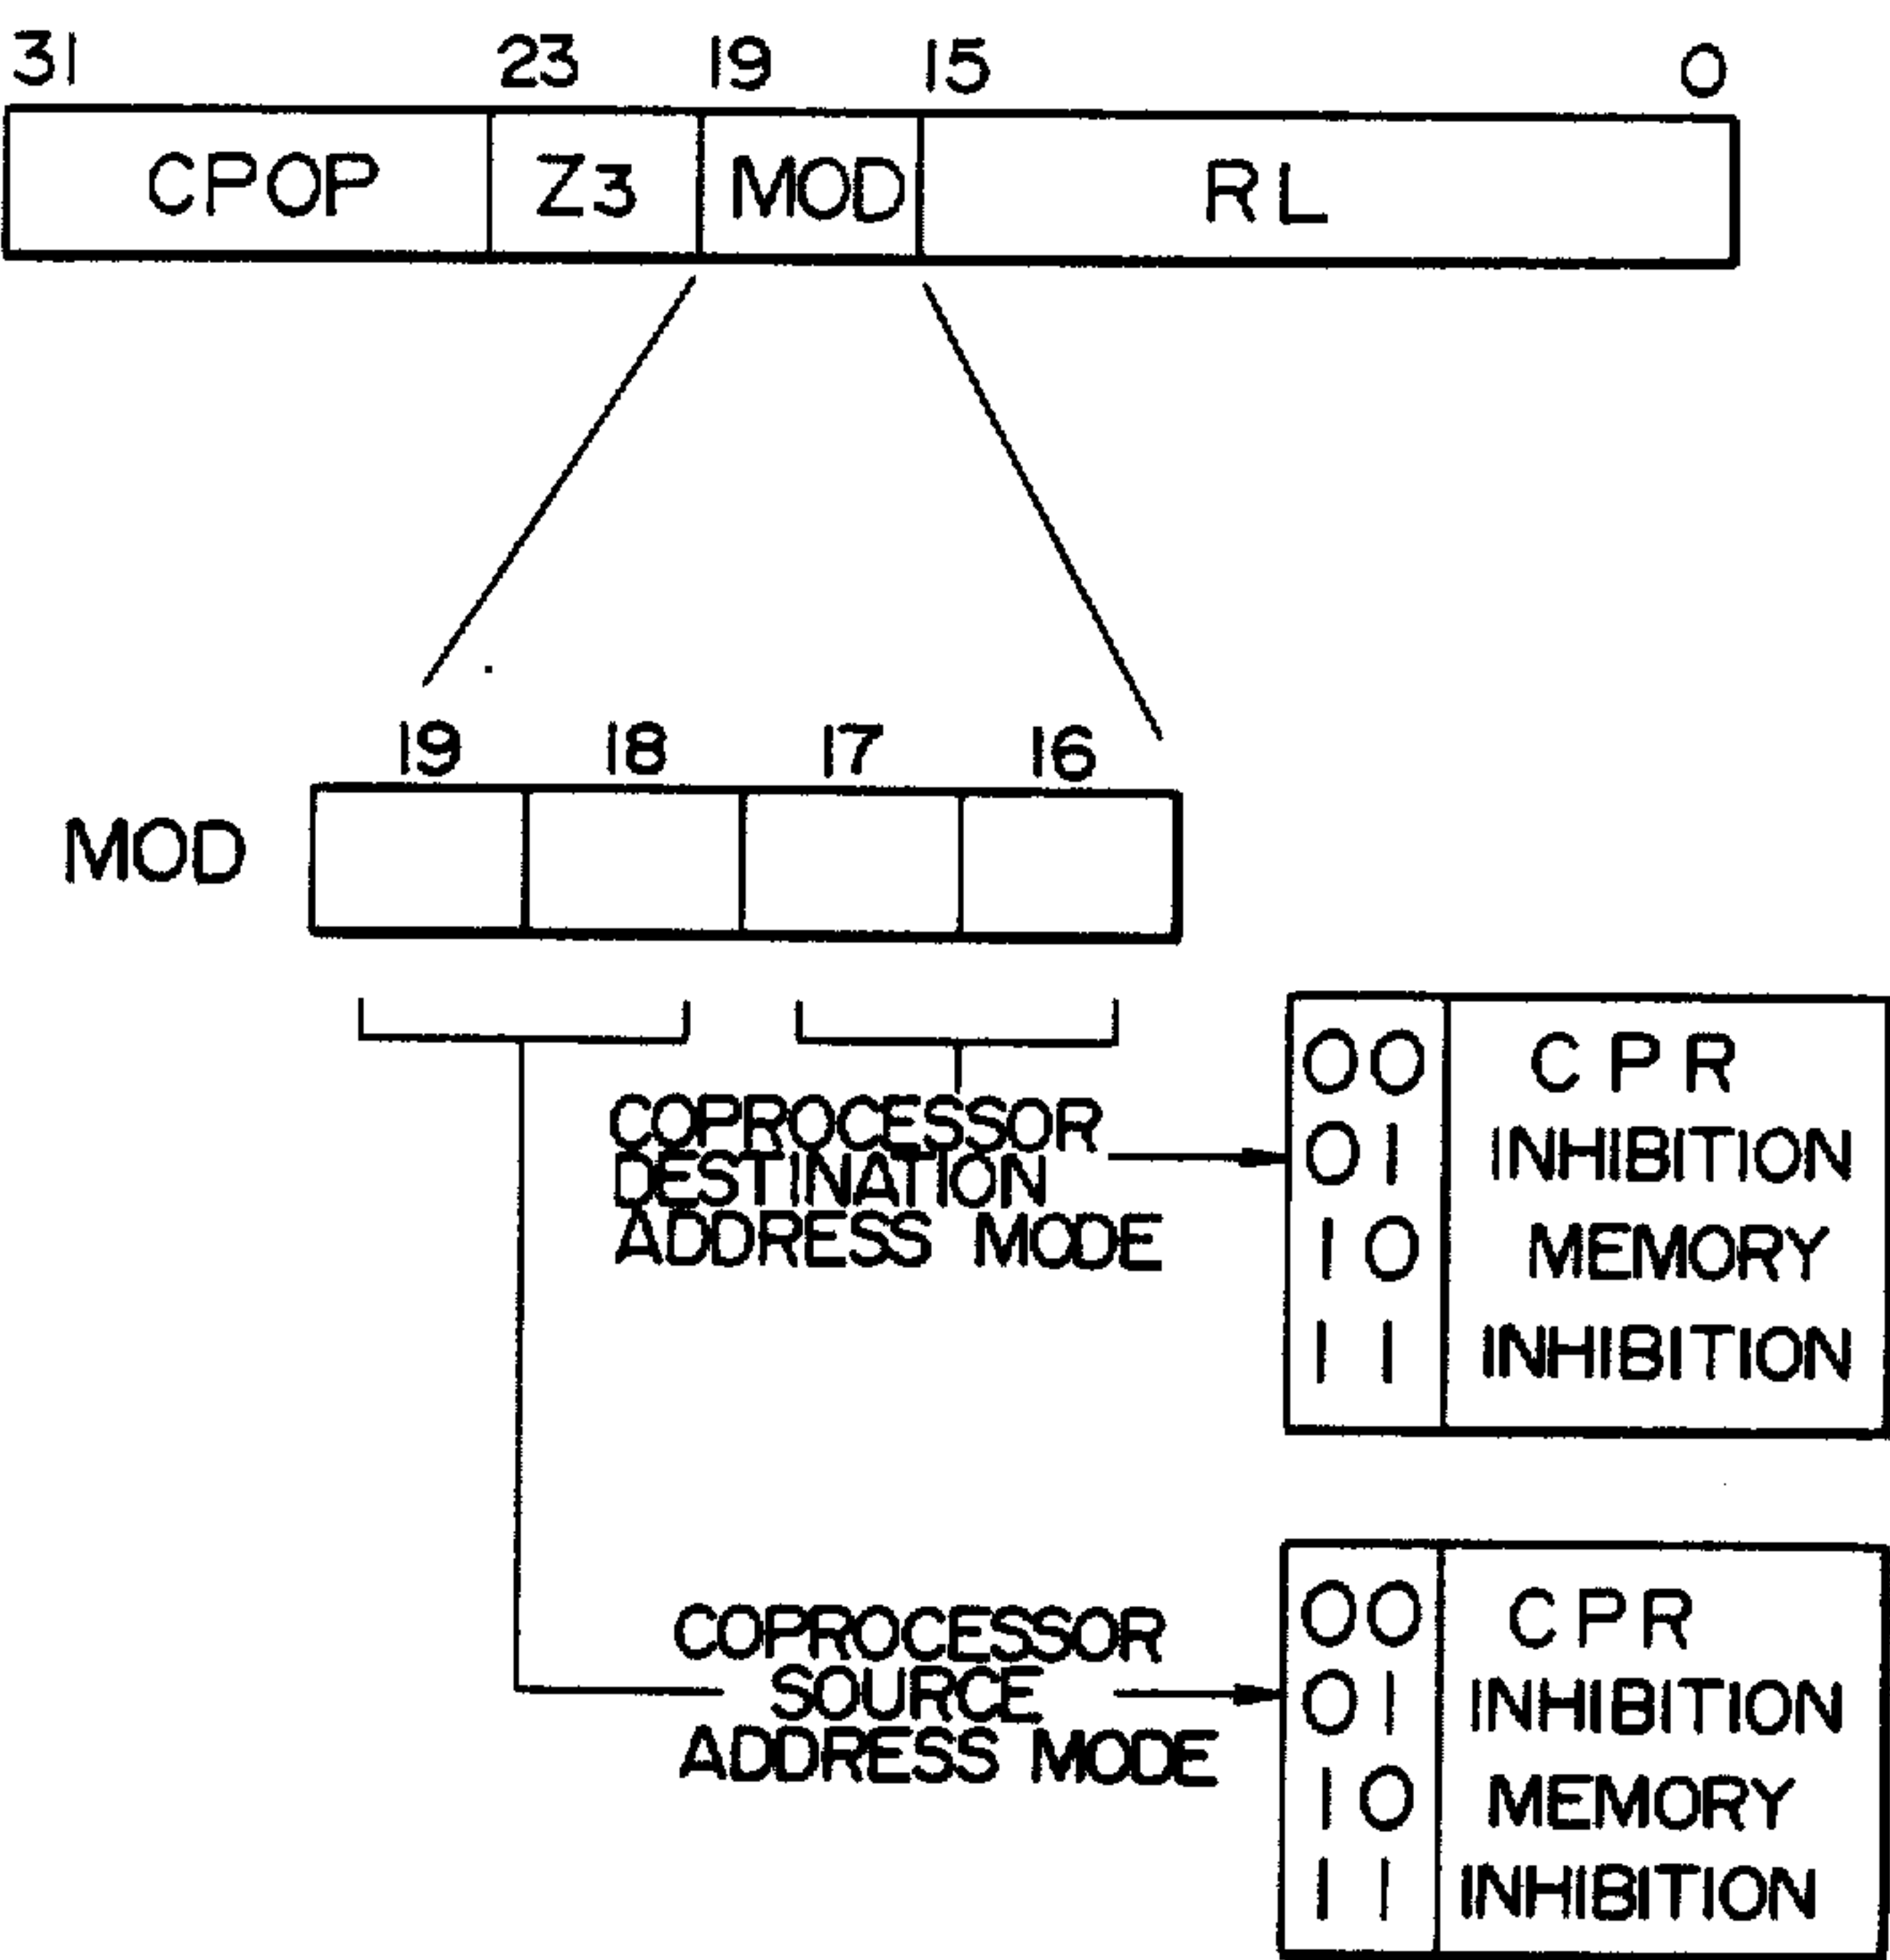 31 23 19 15 0
CPOP Z3 MOD RL
19 18 17 16
MOD
COPROCESSOR
DESTINATION
ADDRESS MODE
00 CPR
01 INHIBITION
10 MEMORY
11 INHIBITION
COPROCESSOR
SOURCE
ADDRESS MODE
00 CPR
01 INHIBITION
10 MEMORY
11 INHIBITION